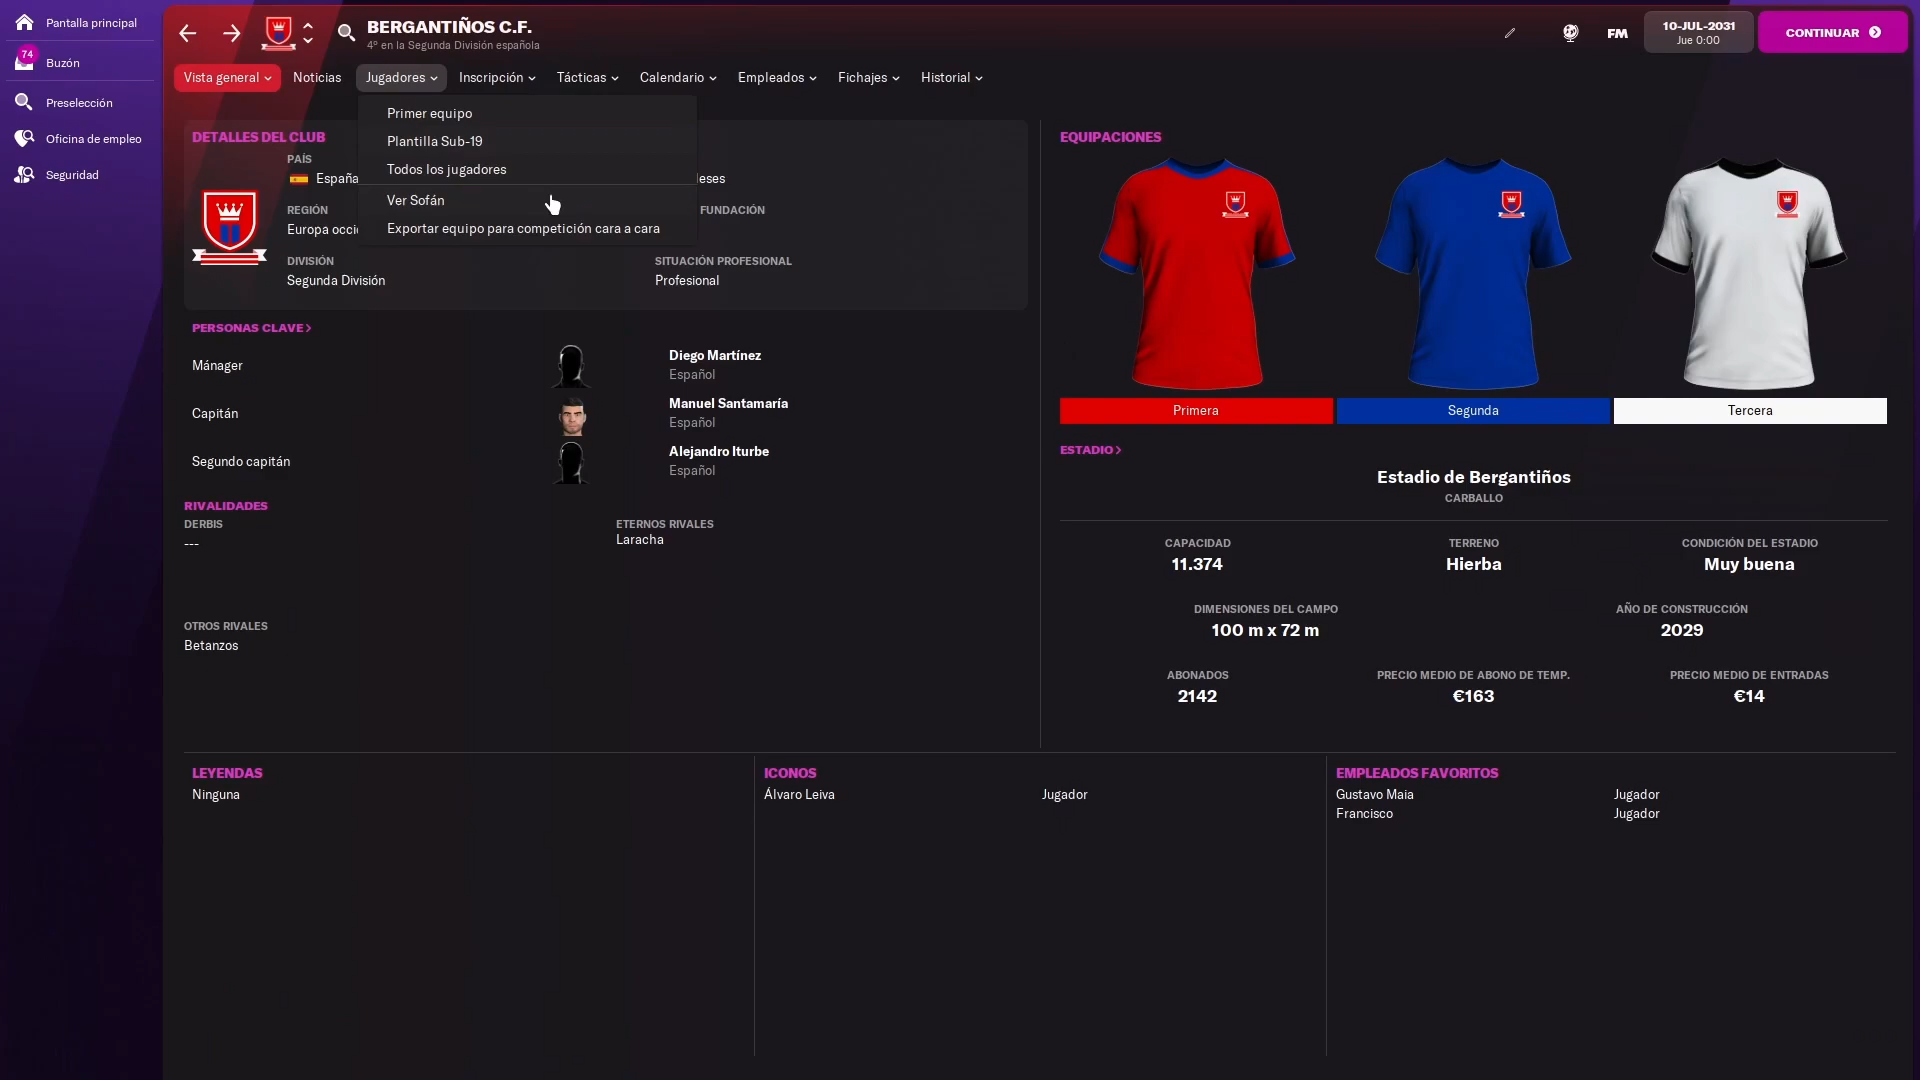 Pantalla principal
74
Buzón
Preselección
Oficina de empleo
Seguridad
BERGANTIÑOS C.F.
4º en la Segunda División española
FM
10-JUL-2031
Jue 0:00
CONTINUAR
Vista general
Noticias
Jugadores
Inscripción
Tácticas
Calendario
Empleados
Fichajes
Historial
Primer equipo
Plantilla Sub-19
Todos los jugadores
Ver Sofán
Exportar equipo para competición cara a cara
DETALLES DEL CLUB
PAÍS
España
REGIÓN
FUNDACIÓN
Europa occi
DIVISIÓN
Segunda División
SITUACIÓN PROFESIONAL
Profesional
PERSONAS CLAVE
Mánager
Diego Martínez
Español
Capitán
Manuel Santamaría
Español
Segundo capitán
Alejandro Iturbe
Español
RIVALIDADES
DERBIS
---
ETERNOS RIVALES
Laracha
OTROS RIVALES
Betanzos
EQUIPACIONES
Primera
Segunda
Tercera
ESTADIO
Estadio de Bergantiños
CARBALLO
CAPACIDAD
11.374
TERRENO
Hierba
CONDICIÓN DEL ESTADIO
Muy buena
DIMENSIONES DEL CAMPO
100 m x 72 m
AÑO DE CONSTRUCCIÓN
2029
ABONADOS
2142
PRECIO MEDIO DE ABONO DE TEMP.
€163
PRECIO MEDIO DE ENTRADAS
€14
LEYENDAS
Ninguna
ICONOS
Álvaro Leiva
Jugador
EMPLEADOS FAVORITOS
Gustavo Maia
Jugador
Francisco
Jugador